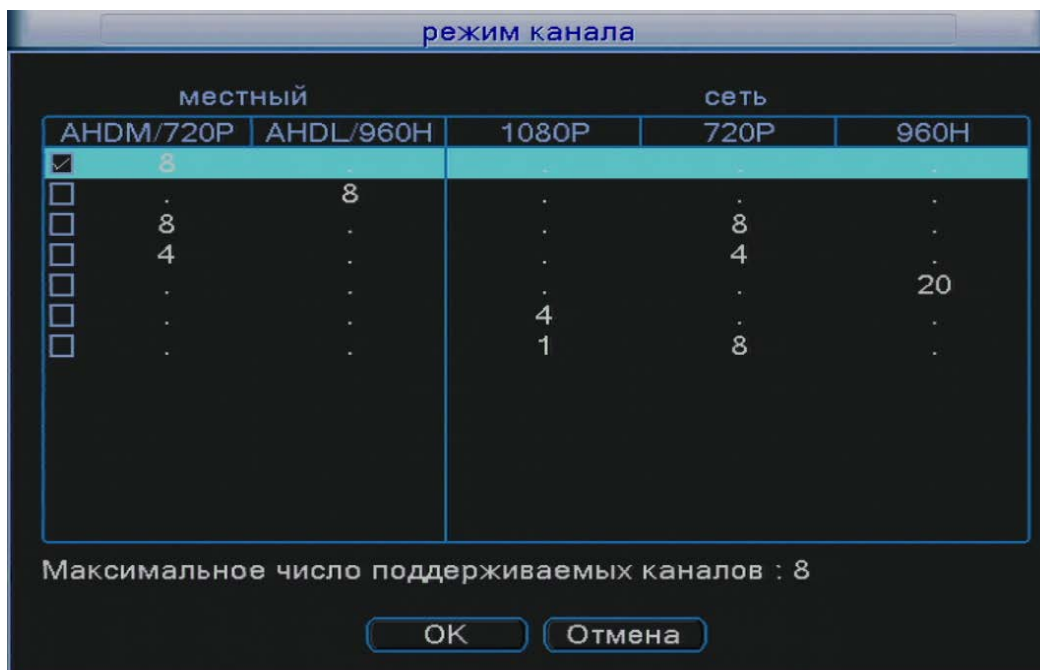 режим канала
местный сеть
AHDM/720P AHDL/960H 1080P 720P 960H
8 . . . .
. 8 . . .
8 . . 8 .
4 . . 4 .
. . . . 20
. . 4 . .
. . 1 8 .
Максимальное число поддерживаемых каналов : 8
OK Отмена